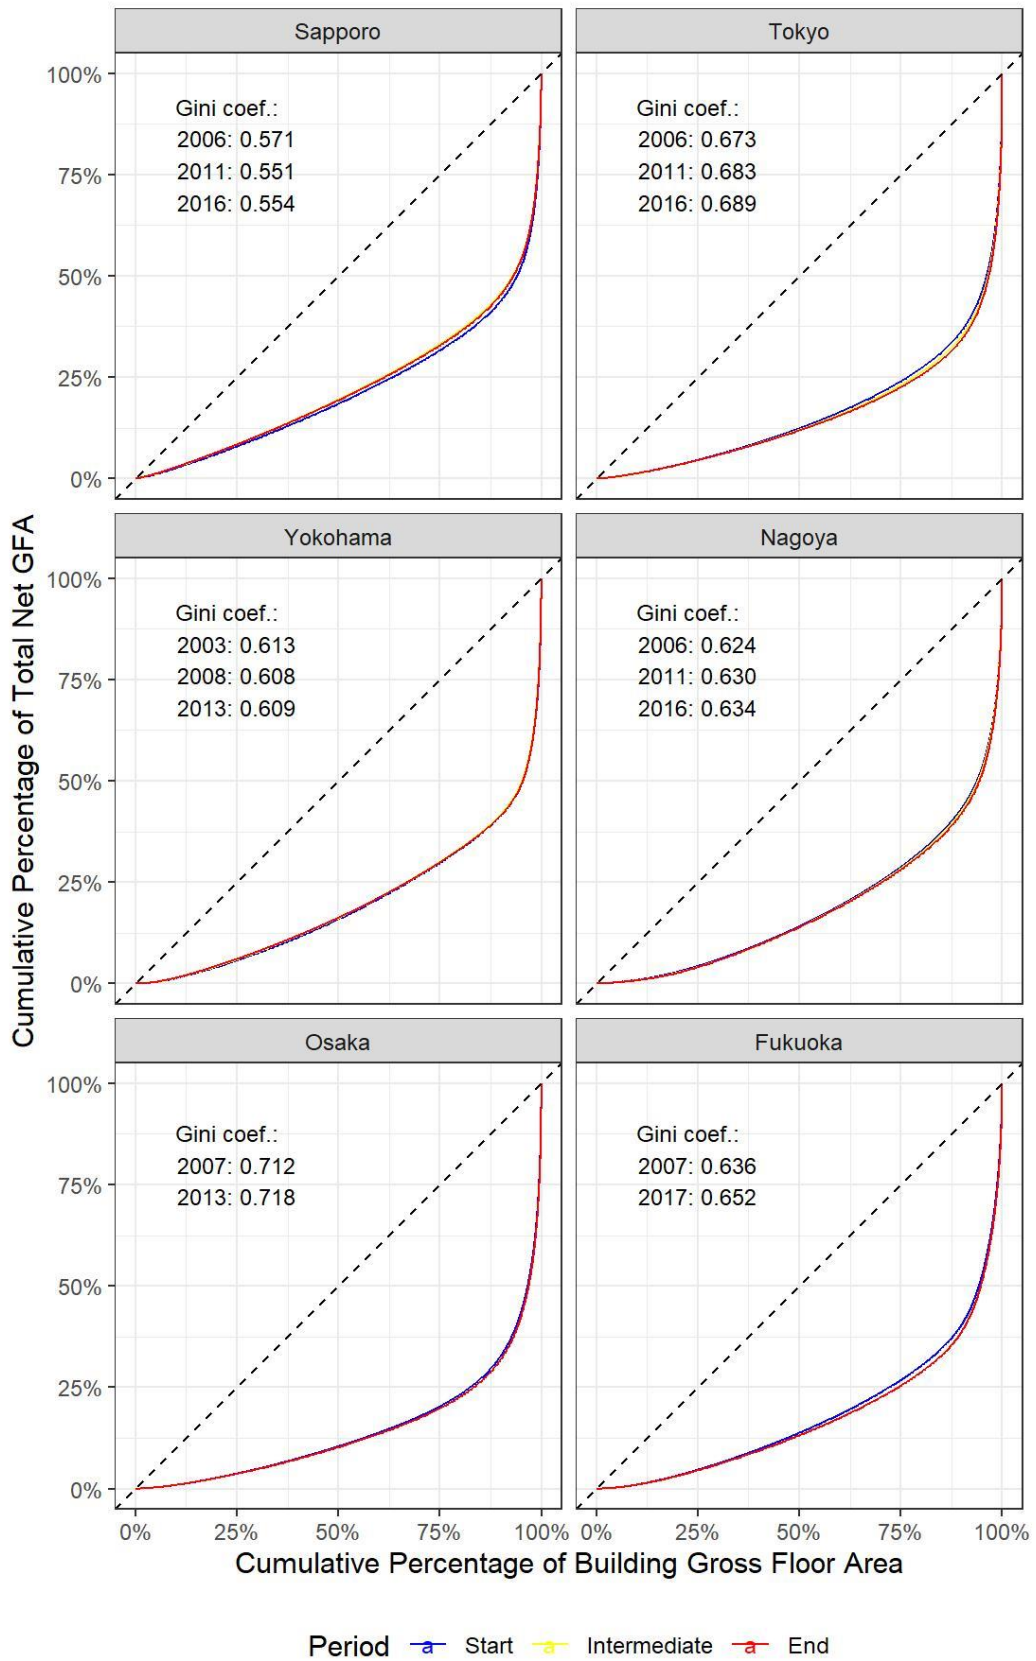 Sapporo
Tokyo
100%
75%
50%
25%
0%
Gini coef.:
2006: 0.571
2011: 0.551
2016: 0.554
Gini coef.:
2006: 0.673
2011: 0.683
2016: 0.689
Yokohama
Nagoya
100%
75%
50%
25%
0%
Gini coef.:
2003: 0.613
2008: 0.608
2013: 0.609
Gini coef.:
2006: 0.624
2011: 0.630
2016: 0.634
Cumulative Percentage of Total Net GFA
Osaka
Fukuoka
100%
75%
50%
25%
0%
Gini coef.:
2007: 0.712
2013: 0.718
Gini coef.:
2007: 0.636
2017: 0.652
0% 25% 50% 75% 100% 0% 25% 50% 75% 100%
Cumulative Percentage of Building Gross Floor Area
Period a Start a Intermediate a End